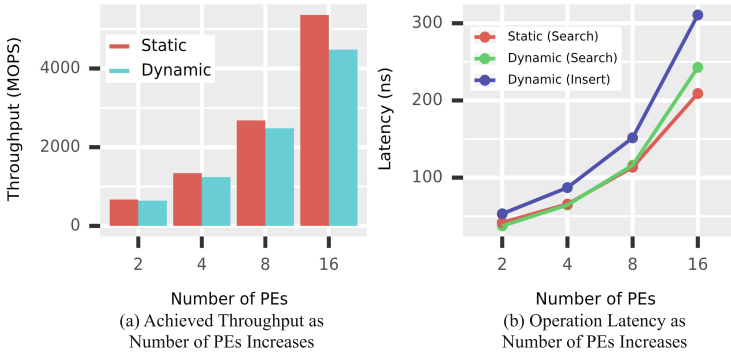 Throughput (MOPS)
4000
2000
0
Static
Dynamic
2 4 8 16
Number of PEs
(a) Achieved Throughput as
Number of PEs Increases
Latency (ns)
300
200
100
Static (Search)
Dynamic (Search)
Dynamic (Insert)
2 4 8 16
Number of PEs
(b) Operation Latency as
Number of PEs Increases